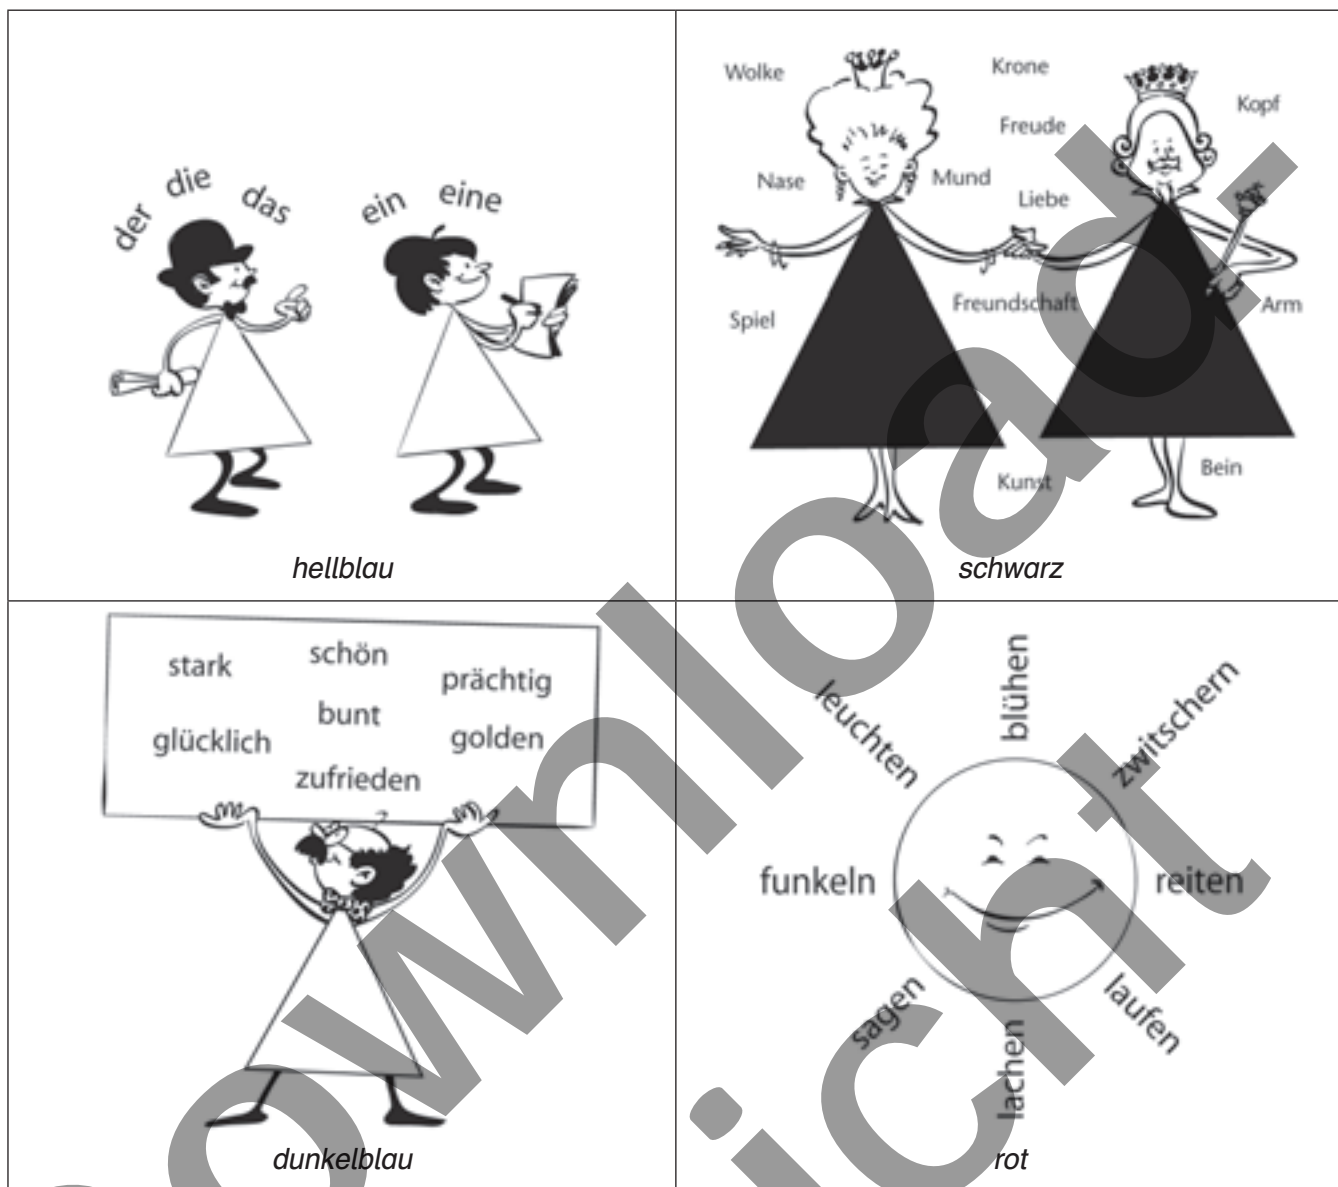 der die das ein eine
hellblau
Wolke Krone
Kopf
Freude
Nase Mund
Liebe
Freundschaft Arm
Spiel
Bein
Kunst
schwarz
stark schön prächtig
bunt
glücklich golden
zufrieden
dunkelblau
blühen
leuchten zwitschern
funkeln reiten
sagen laufen
lachen
rot